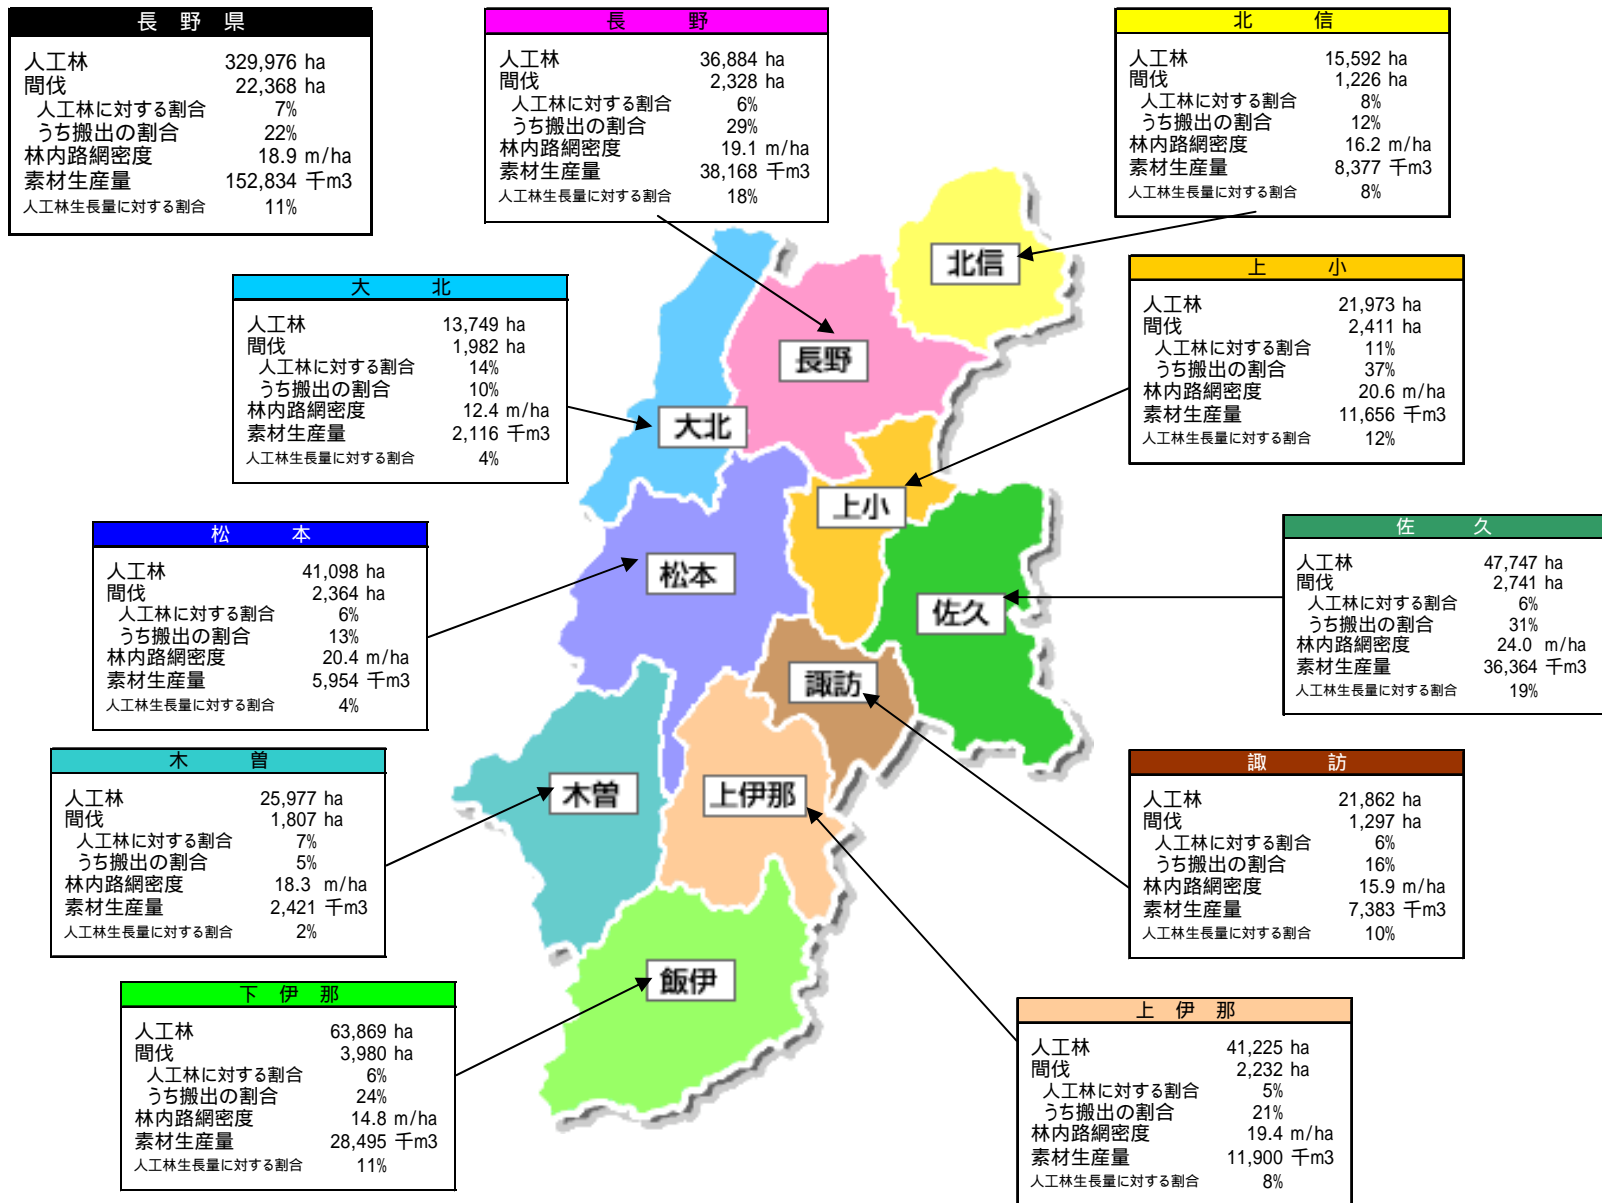 長 野 県
人工林 329,976 ha
間伐 22,368 ha
人工林に対する割合 7%
うち搬出の割合 22%
林内路網密度 18.9 m/ha
素材生産量 152,834 千m3
人工林生長量に対する割合 11%
長 野
人工林 36,884 ha
間伐 2,328 ha
人工林に対する割合 6%
うち搬出の割合 29%
林内路網密度 19.1 m/ha
素材生産量 38,168 千m3
人工林生長量に対する割合 18%
北 信
人工林 15,592 ha
間伐 1,226 ha
人工林に対する割合 8%
うち搬出の割合 12%
林内路網密度 16.2 m/ha
素材生産量 8,377 千m3
人工林生長量に対する割合 8%
大 北
人工林 13,749 ha
間伐 1,982 ha
人工林に対する割合 14%
うち搬出の割合 10%
林内路網密度 12.4 m/ha
素材生産量 2,116 千m3
人工林生長量に対する割合 4%
上 小
人工林 21,973 ha
間伐 2,411 ha
人工林に対する割合 11%
うち搬出の割合 37%
林内路網密度 20.6 m/ha
素材生産量 11,656 千m3
人工林生長量に対する割合 12%
松 本
人工林 41,098 ha
間伐 2,364 ha
人工林に対する割合 6%
うち搬出の割合 13%
林内路網密度 20.4 m/ha
素材生産量 5,954 千m3
人工林生長量に対する割合 4%
佐 久
人工林 47,747 ha
間伐 2,741 ha
人工林に対する割合 6%
うち搬出の割合 31%
林内路網密度 24.0 m/ha
素材生産量 36,364 千m3
人工林生長量に対する割合 19%
木 曽
人工林 25,977 ha
間伐 1,807 ha
人工林に対する割合 7%
うち搬出の割合 5%
林内路網密度 18.3 m/ha
素材生産量 2,421 千m3
人工林生長量に対する割合 2%
諏 訪
人工林 21,862 ha
間伐 1,297 ha
人工林に対する割合 6%
うち搬出の割合 16%
林内路網密度 15.9 m/ha
素材生産量 7,383 千m3
人工林生長量に対する割合 10%
下 伊 那
人工林 63,869 ha
間伐 3,980 ha
人工林に対する割合 6%
うち搬出の割合 24%
林内路網密度 14.8 m/ha
素材生産量 28,495 千m3
人工林生長量に対する割合 11%
上 伊 那
人工林 41,225 ha
間伐 2,232 ha
人工林に対する割合 5%
うち搬出の割合 21%
林内路網密度 19.4 m/ha
素材生産量 11,900 千m3
人工林生長量に対する割合 8%
北信
長野
大北
上小
松本
佐久
諏訪
木曽
上伊那
飯伊